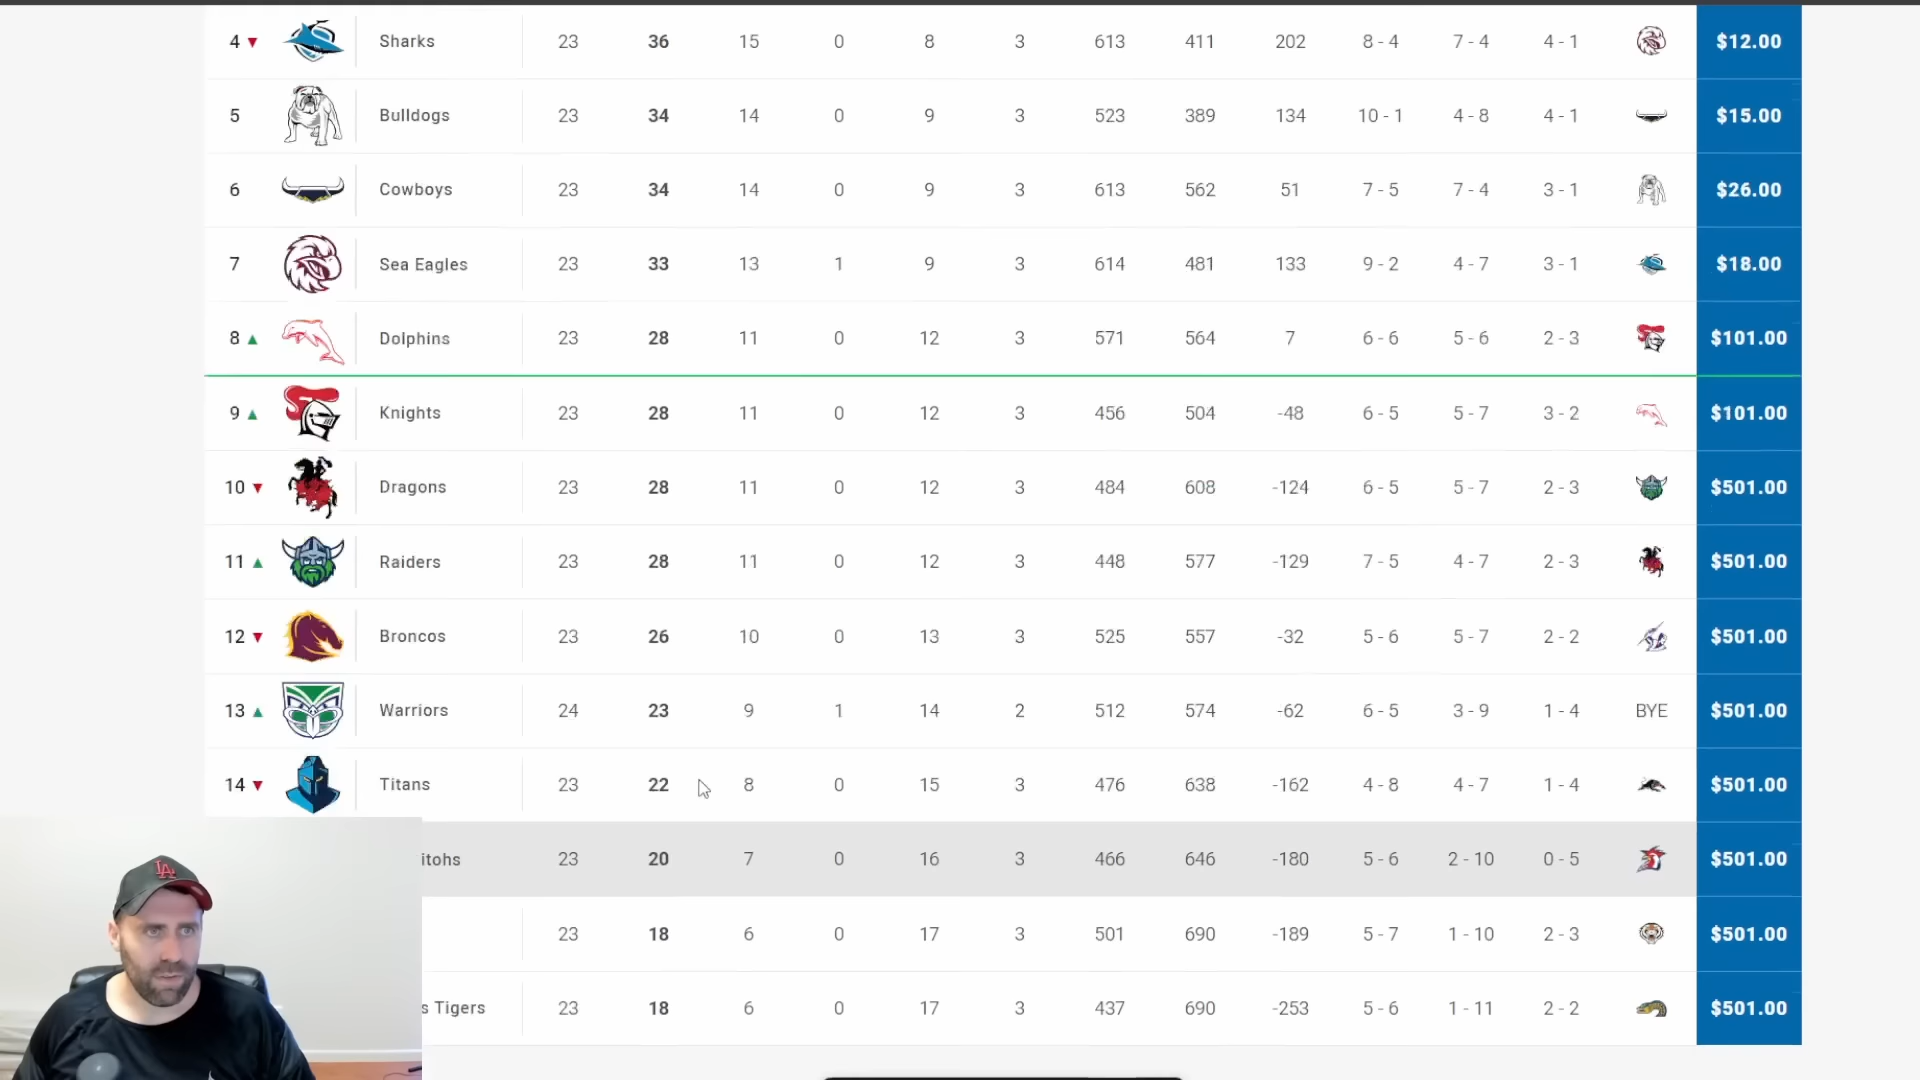 4 Sharks 23 36 15 0 8 3 613 411 202 8 - 4 7 - 4 4 - 1 $12.00
5 Bulldogs 23 34 14 0 9 3 523 389 134 10 - 1 4 - 8 4 - 1 $15.00
6 Cowboys 23 34 14 0 9 3 613 562 51 7 - 5 7 - 4 3 - 1 $26.00
7 Sea Eagles 23 33 13 1 9 3 614 481 133 9 - 2 4 - 7 3 - 1 $18.00
8 Dolphins 23 28 11 0 12 3 571 564 7 6 - 6 5 - 6 2 - 3 $101.00
9 Knights 23 28 11 0 12 3 456 504 -48 6 - 5 5 - 7 3 - 2 $101.00
10 Dragons 23 28 11 0 12 3 484 608 -124 6 - 5 5 - 7 2 - 3 $501.00
11 Raiders 23 28 11 0 12 3 448 577 -129 7 - 5 4 - 7 2 - 3 $501.00
12 Broncos 23 26 10 0 13 3 525 557 -32 5 - 6 5 - 7 2 - 2 $501.00
13 Warriors 24 23 9 1 14 2 512 574 -62 6 - 5 3 - 9 1 - 4 BYE $501.00
14 Titans 23 22 8 0 15 3 476 638 -162 4 - 8 4 - 7 1 - 4 $501.00
itohs 23 20 7 0 16 3 466 646 -180 5 - 6 2 - 10 0 - 5 $501.00
23 18 6 0 17 3 501 690 -189 5 - 7 1 - 10 2 - 3 $501.00
s Tigers 23 18 6 0 17 3 437 690 -253 5 - 6 1 - 11 2 - 2 $501.00
LA